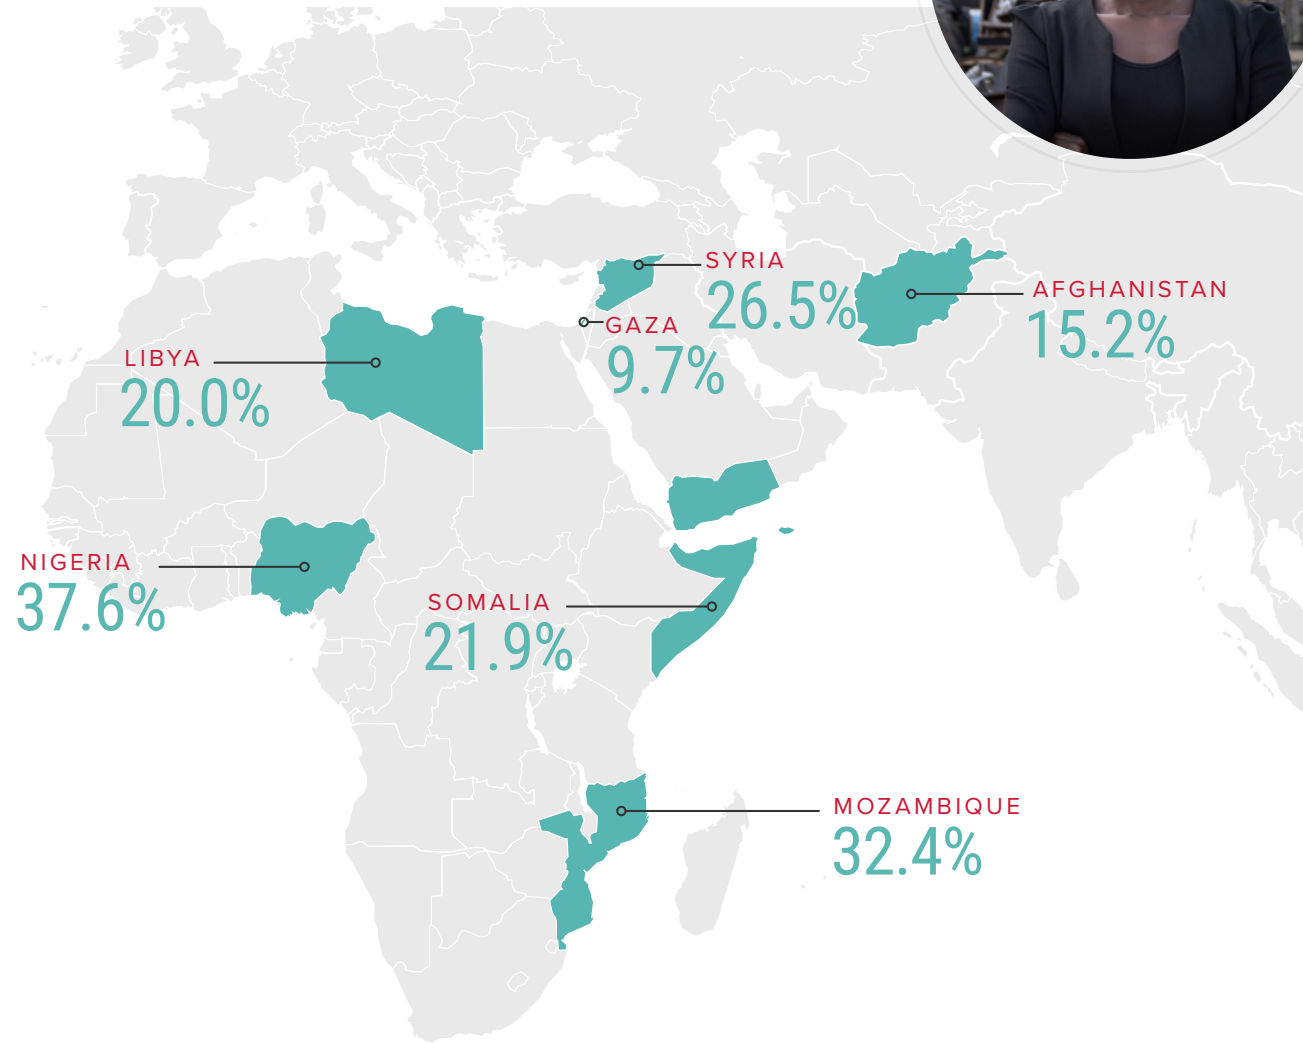 SYRIA
26.5%
AFGHANISTAN
15.2%
GAZA
9.7%
LIBYA
20.0%
NIGERIA
37.6%
SOMALIA
21.9%
MOZAMBIQUE
32.4%